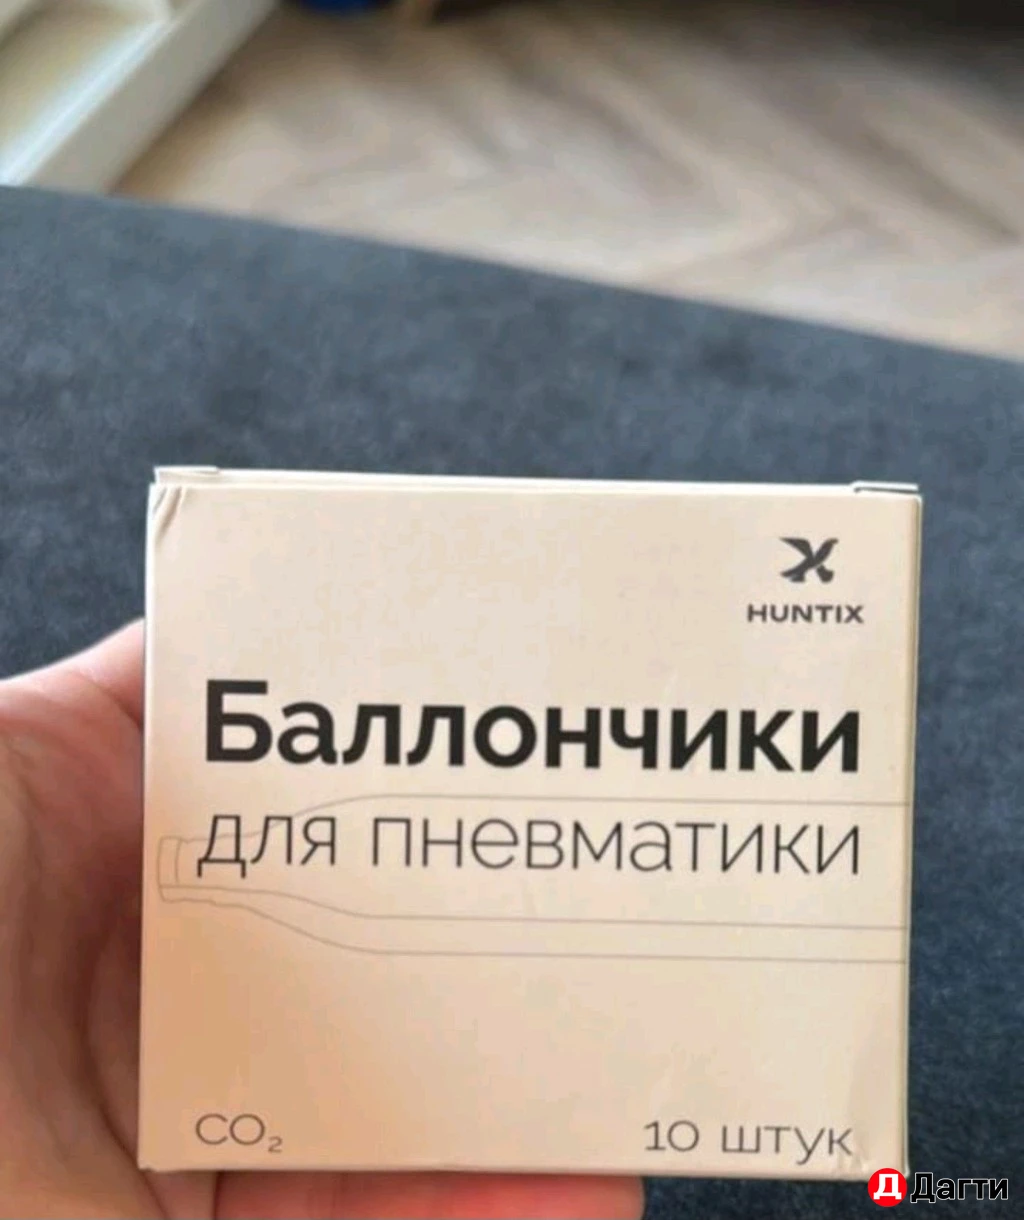 HUNTIX
Баллончики
для пневматики
CO₂
10 штук
Д Дагти